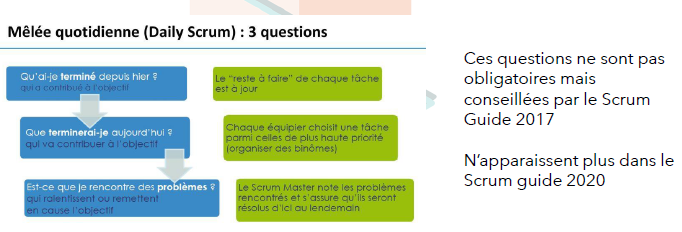 Mêlée quotidienne (Daily Scrum) : 3 questions
Qu'ai-je terminé depuis hier ?
qui a contribué à l'objectif
Le "reste à faire" de chaque tâche
est à jour
Que terminerai-je aujourd'hui ?
qui va contribuer à l'objectif
Chaque équipier choisit une tâche
parmi celles de plus haute priorité
(organiser des binômes)
Est-ce que je rencontre des problèmes ?
qui ralentissent ou remettent
en cause l'objectif
Le Scrum Master note les problèmes
rencontrés et s'assure qu'ils seront
résolus d'ici au lendemain
Ces questions ne sont pas
obligatoires mais
conseillées par le Scrum
Guide 2017
N'apparaissent plus dans le
Scrum guide 2020